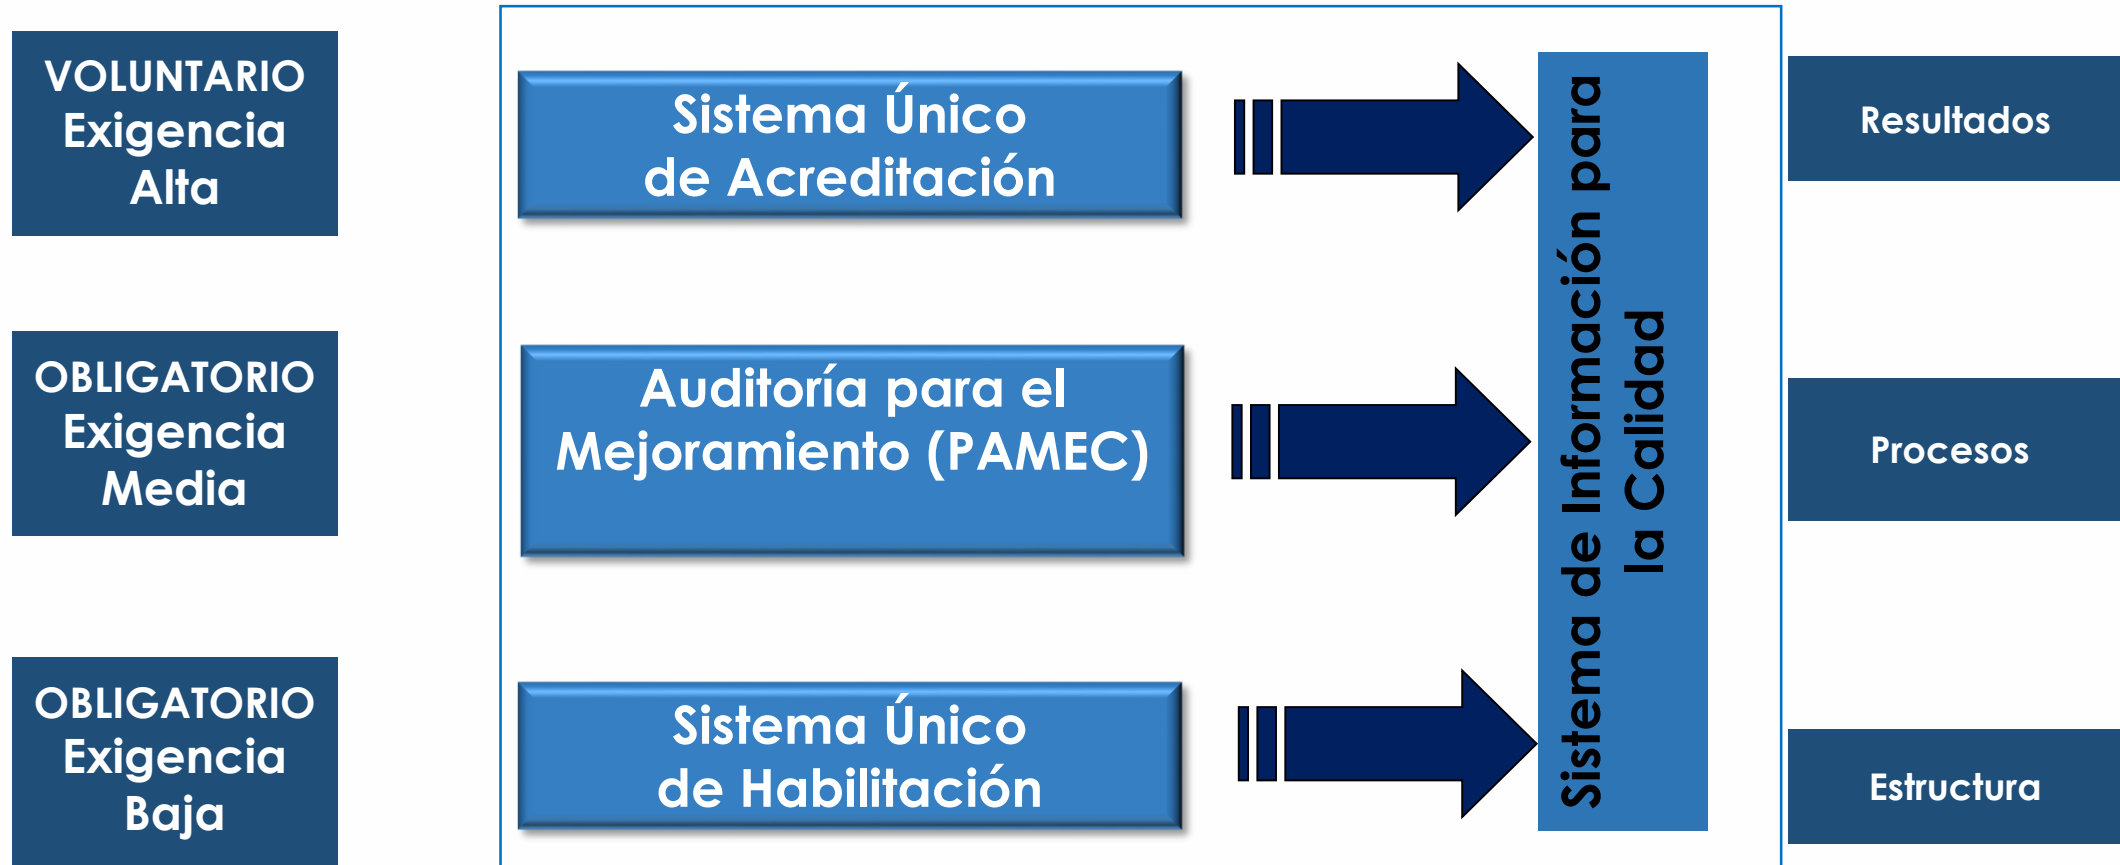 VOLUNTARIO
Exigencia
Alta
Sistema Único
de Acreditación
Resultados
OBLIGATORIO
Exigencia
Media
Auditoría para el
Mejoramiento (PAMEC)
Procesos
OBLIGATORIO
Exigencia
Baja
Sistema Único
de Habilitación
Estructura
Sistema de Información para
la Calidad